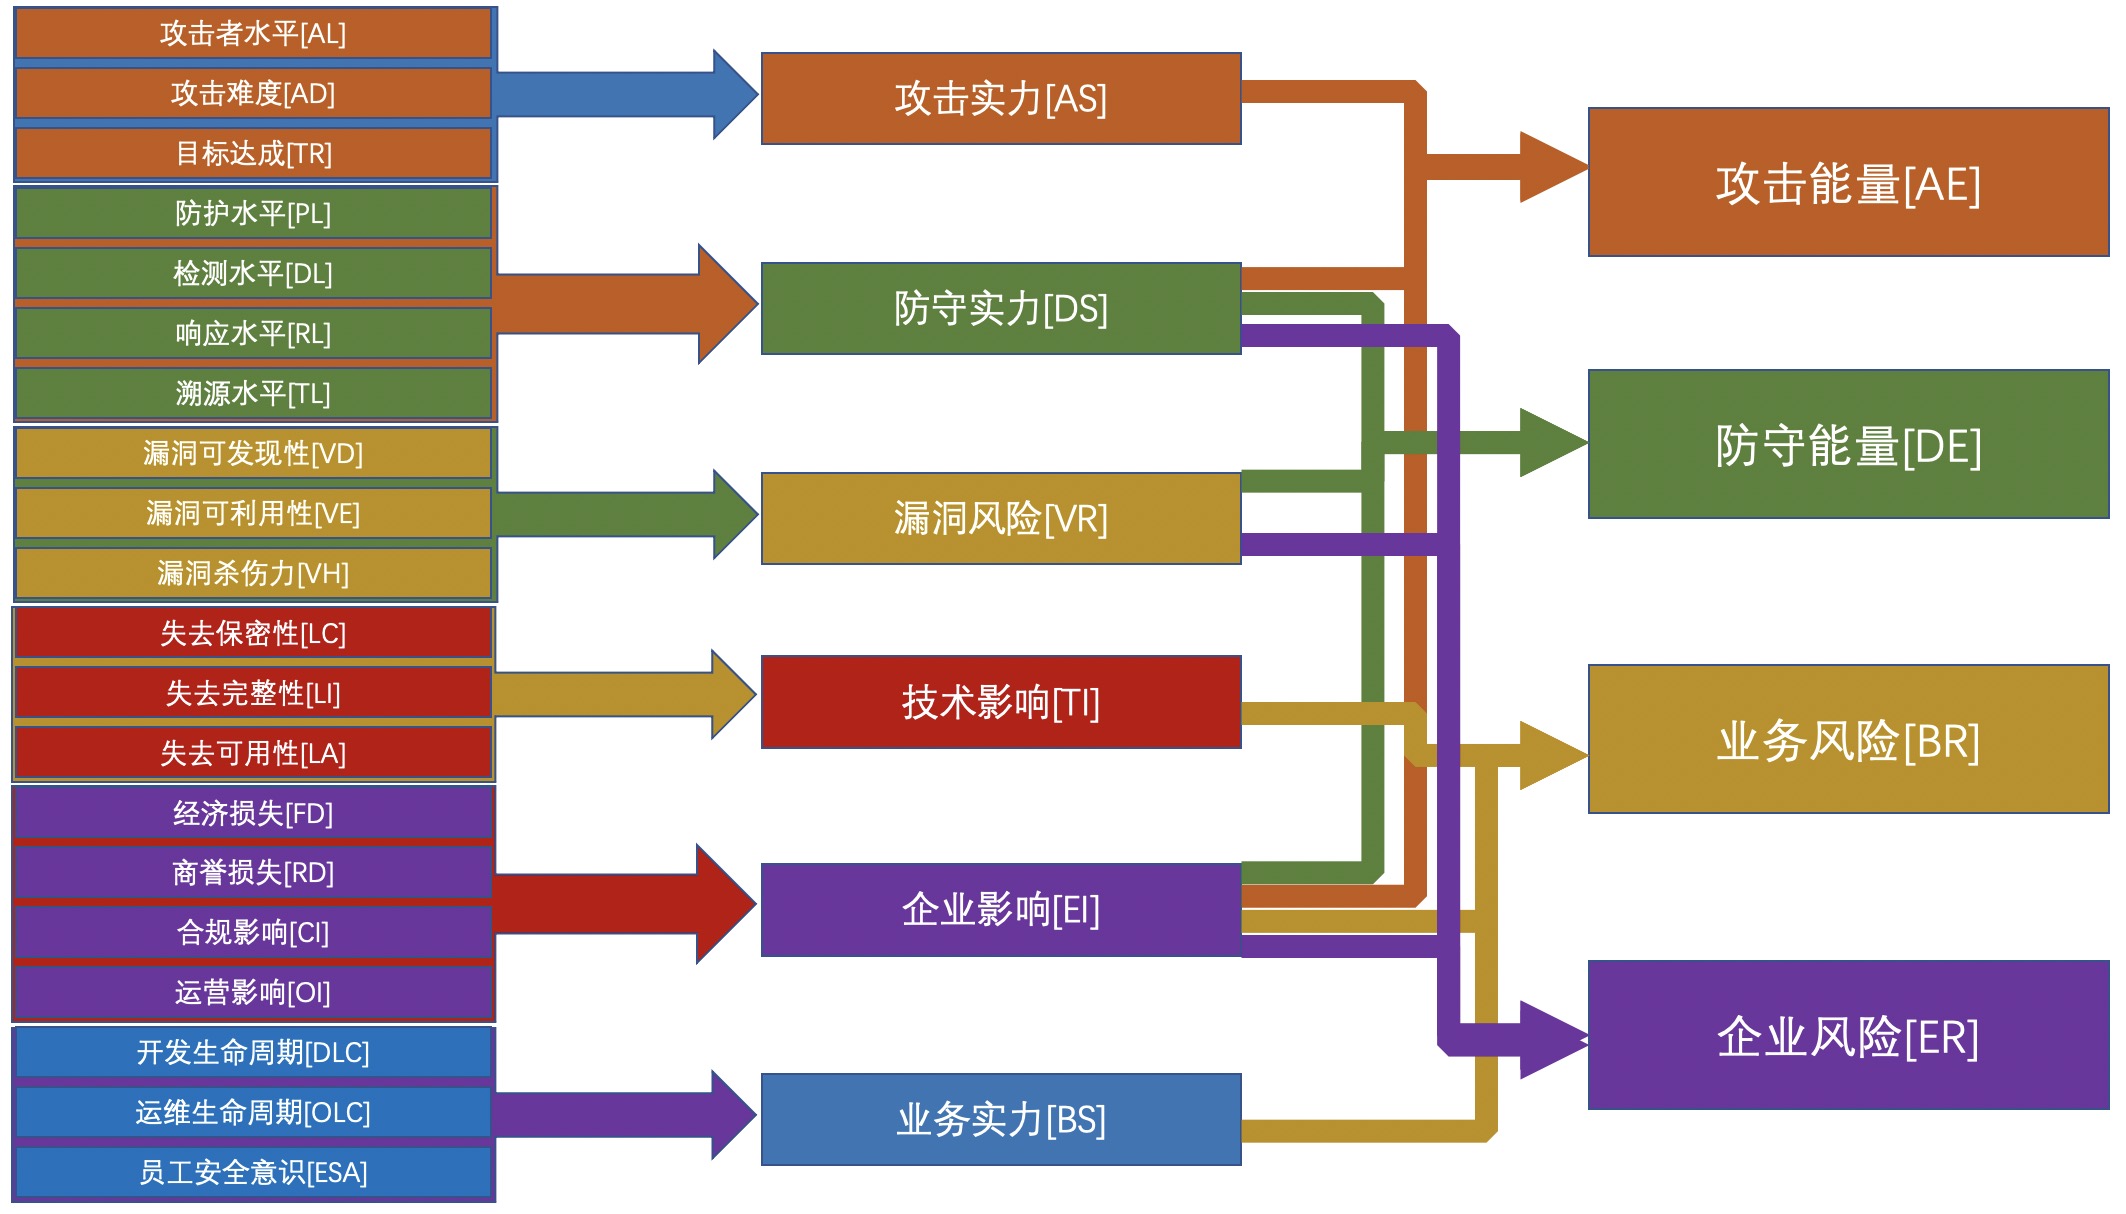 攻击者水平[AL]
攻击难度[AD]
目标达成[TR]
防护水平[PL]
检测水平[DL]
响应水平[RL]
溯源水平[TL]
漏洞可发现性[VD]
漏洞可利用性[VE]
漏洞杀伤力[VH]
失去保密性[LC]
失去完整性[LI]
失去可用性[LA]
经济损失[FD]
商誉损失[RD]
合规影响[CI]
运营影响[OI]
开发生命周期[DLC]
运维生命周期[OLC]
员工安全意识[ESA]
攻击实力[AS]
防守实力[DS]
漏洞风险[VR]
技术影响[TI]
企业影响[EI]
业务实力[BS]
攻击能量[AE]
防守能量[DE]
业务风险[BR]
企业风险[ER]